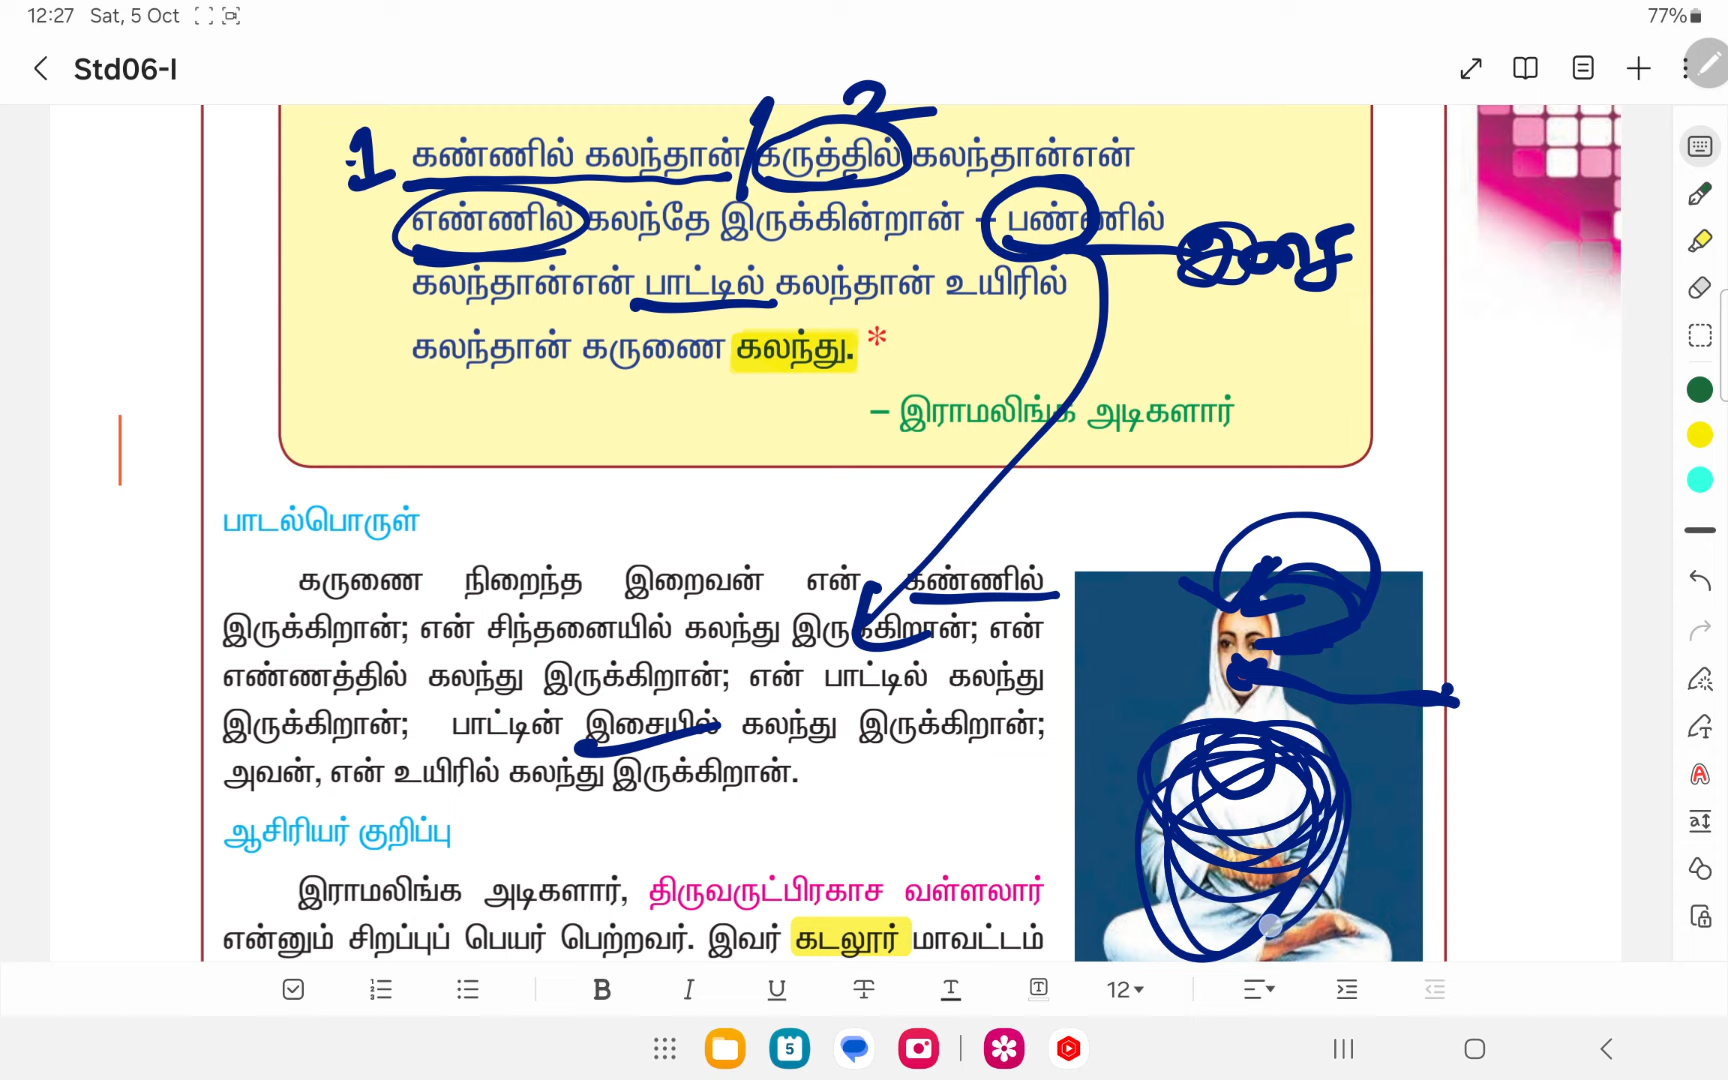 12:27 Sat, 5 Oct
77%
Std06-I
1
2
கண்ணில் கலந்தான் கருத்தில் கலந்தான்என்
எண்ணில் கலந்தே இருக்கின்றான் – பண்ணில்
இசை
கலந்தான்என் பாட்டில் கலந்தான் உயிரில்
கலந்தான் கருணை கலந்து. *
– இராமலிங்க அடிகளார்
பாடல்பொருள்
கருணை நிறைந்த இறைவன் என் கண்ணில்
இருக்கிறான்; என் சிந்தனையில் கலந்து இருக்கிறான்; என்
எண்ணத்தில் கலந்து இருக்கிறான்; என் பாட்டில் கலந்து
இருக்கிறான்; பாட்டின் இசையில் கலந்து இருக்கிறான்;
அவன், என் உயிரில் கலந்து இருக்கிறான்.
ஆசிரியர் குறிப்பு
இராமலிங்க அடிகளார், திருவருட்பிரகாச வள்ளலார்
என்னும் சிறப்புப் பெயர் பெற்றவர். இவர் கடலூர் மாவட்டம்
B I U T T T 12
5